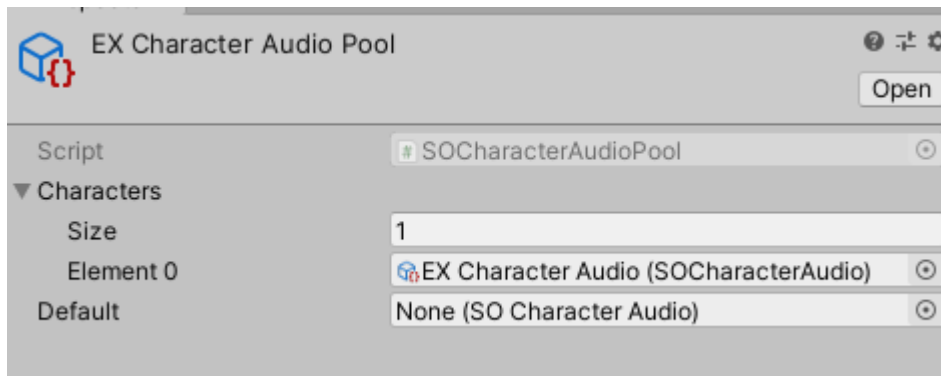 EX Character Audio Pool
Open
Script
# SOCharacterAudioPool
Characters
Size
1
Element 0
EX Character Audio (SOCharacterAudio)
Default
None (SO Character Audio)